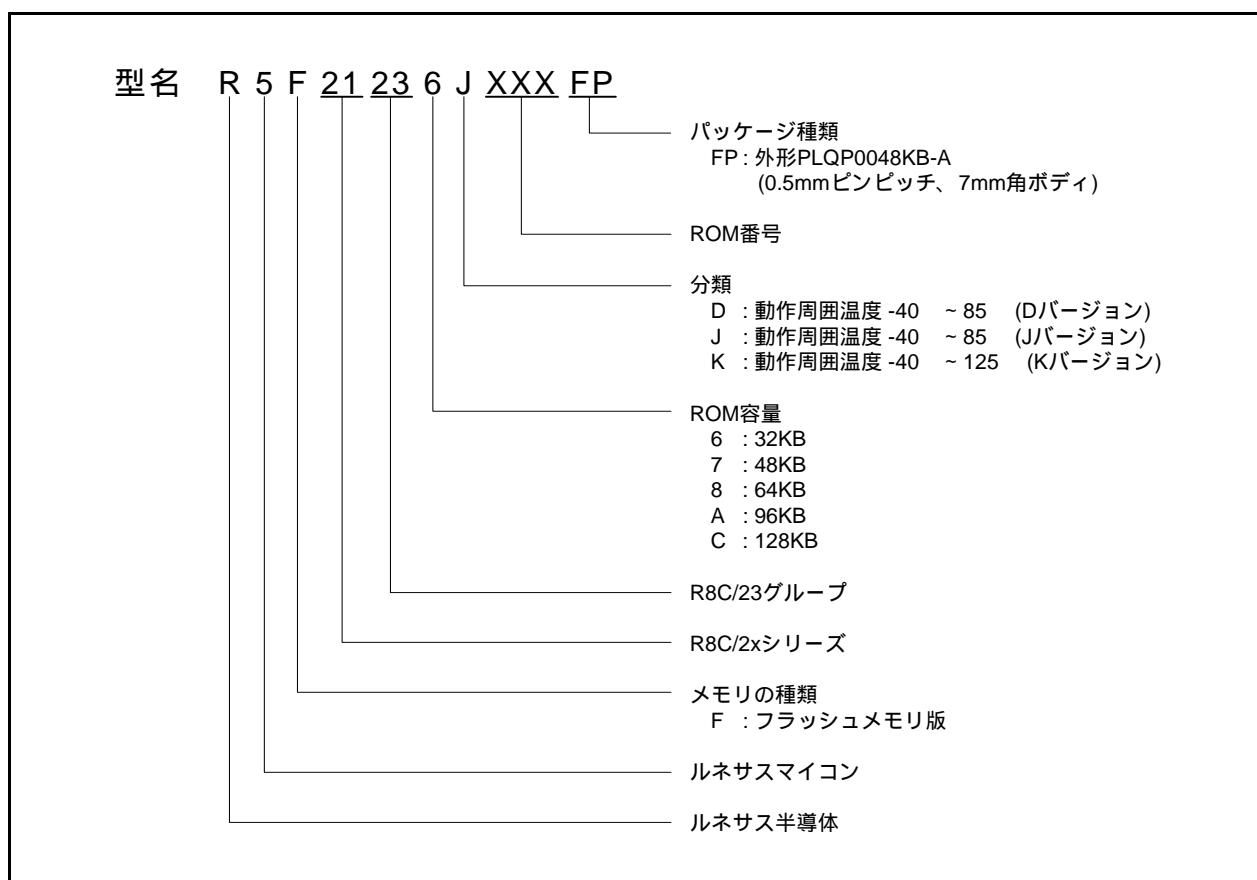 型名 R 5 F 21 23 6 J XXX FP
パッケージ種類
FP : 外形PLQP0048KB-A
(0.5mmピンピッチ、7mm角ボディ)
ROM番号
分類
D : 動作周囲温度 -40 ~ 85 (Dバージョン)
J : 動作周囲温度 -40 ~ 85 (Jバージョン)
K : 動作周囲温度 -40 ~ 125 (Kバージョン)
ROM容量
6 : 32KB
7 : 48KB
8 : 64KB
A : 96KB
C : 128KB
R8C/23グループ
R8C/2xシリーズ
メモリの種類
F : フラッシュメモリ版
ルネサスマイコン
ルネサス半導体